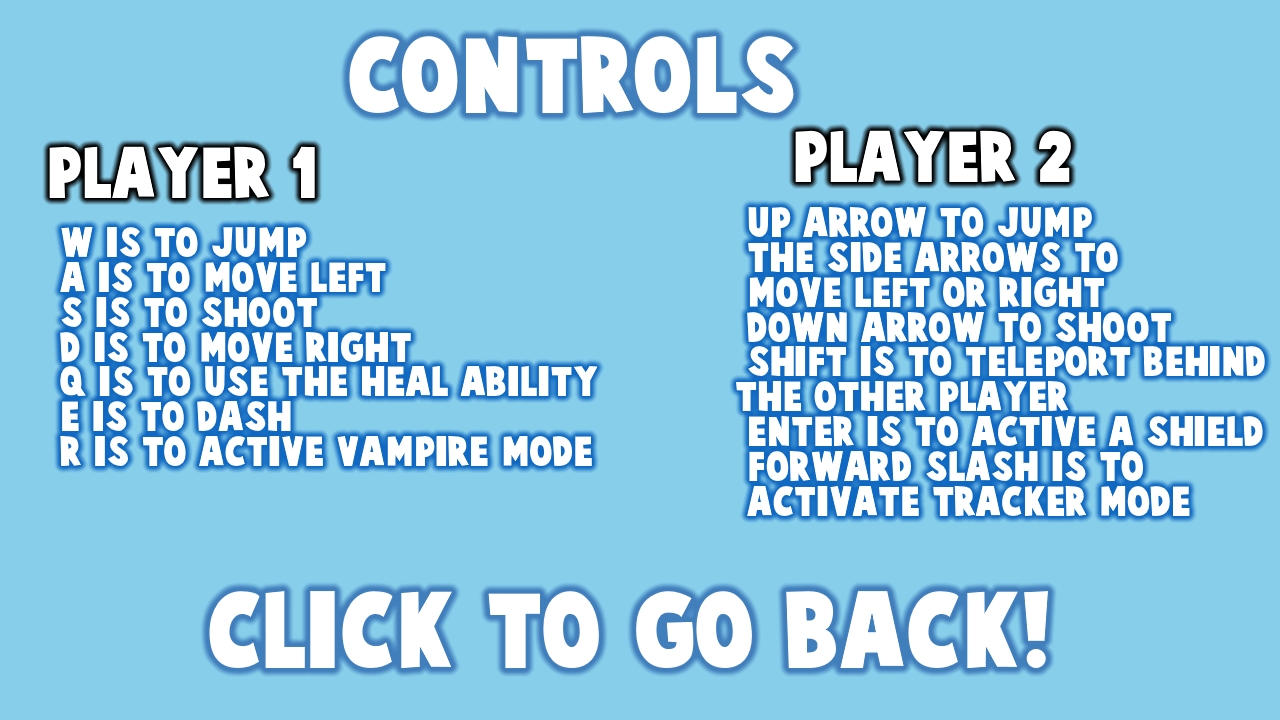 CONTROLS
PLAYER 1
W IS TO JUMP
A IS TO MOVE LEFT
S IS TO SHOOT
D IS TO MOVE RIGHT
Q IS TO USE THE HEAL ABILITY
E IS TO DASH
R IS TO ACTIVE VAMPIRE MODE
PLAYER 2
UP ARROW TO JUMP
THE SIDE ARROWS TO
MOVE LEFT OR RIGHT
DOWN ARROW TO SHOOT
SHIFT IS TO TELEPORT BEHIND
THE OTHER PLAYER
ENTER IS TO ACTIVE A SHIELD
FORWARD SLASH IS TO
ACTIVATE TRACKER MODE
CLICK TO GO BACK!